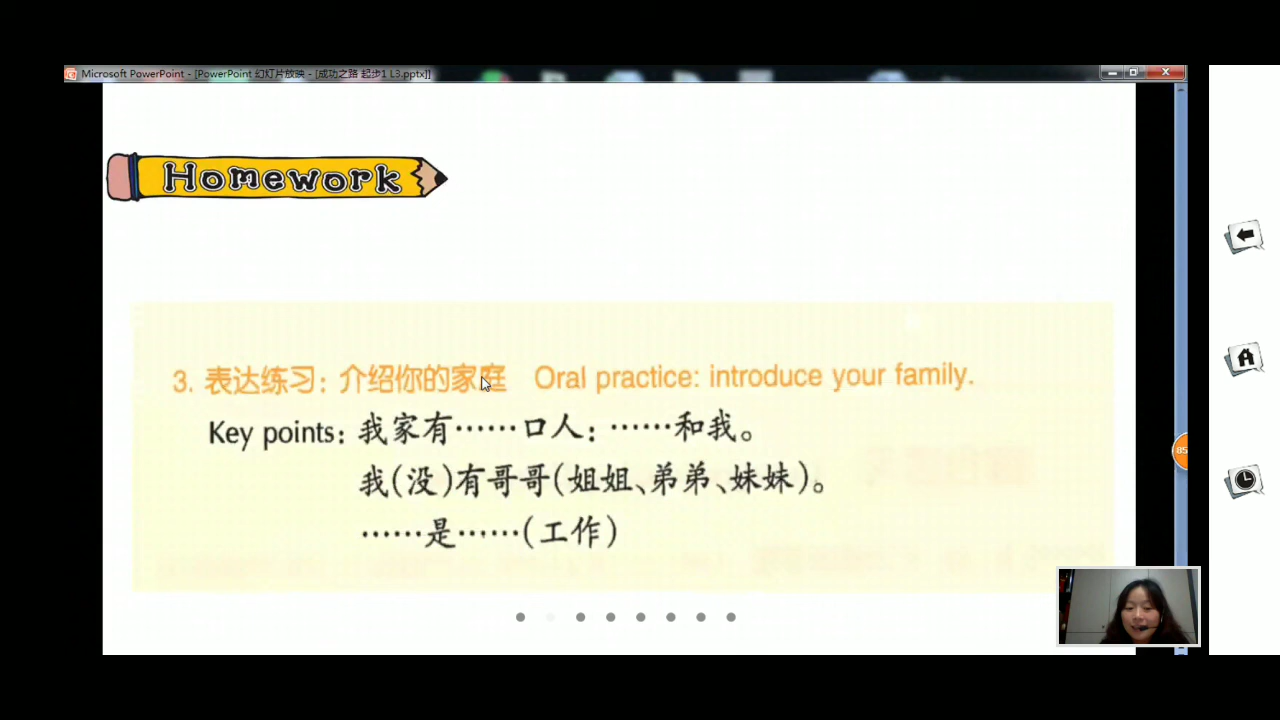 Microsoft PowerPoint - [PowerPoint 幻灯片放映 - [成功之路 起步1 L3.pptx]]
Homework
3. 表达练习：介绍你的家庭 Oral practice: introduce your family.
Key points: 我家有……口人：……和我。
我（没）有哥哥（姐姐、弟弟、妹妹）。
……是……（工作）
85